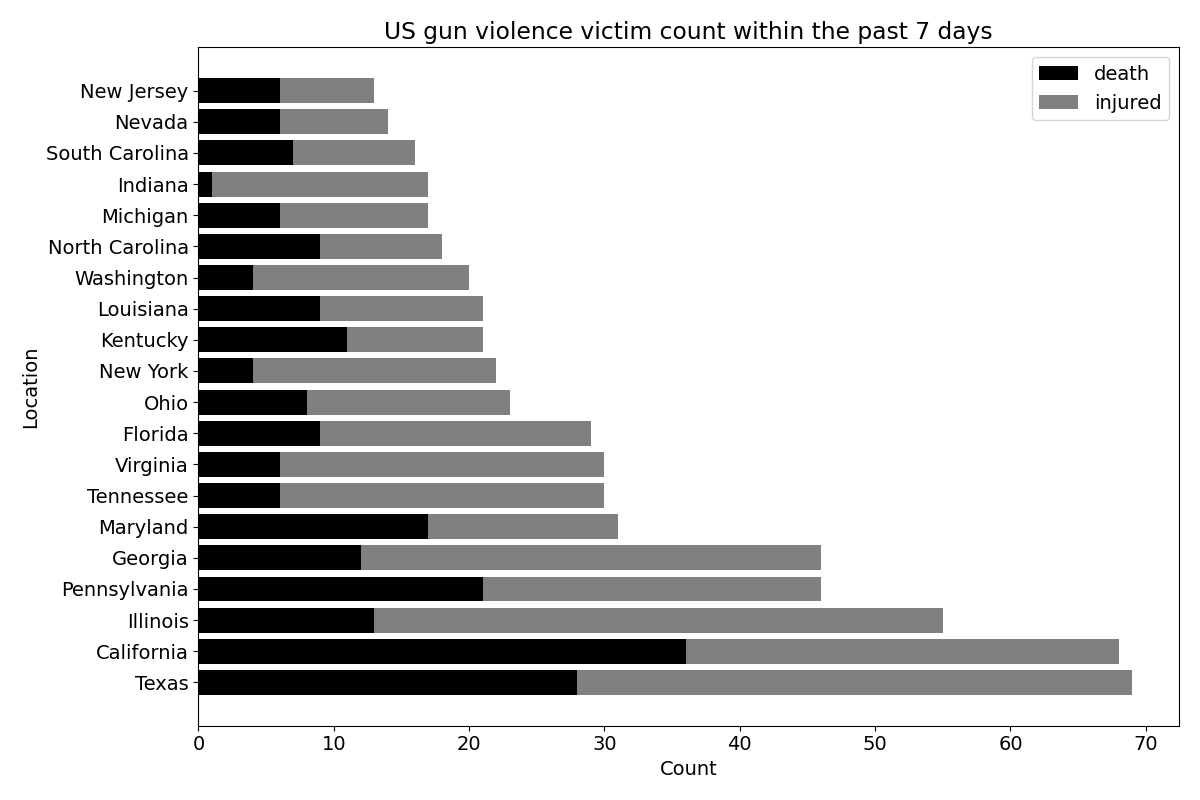 US gun violence victim count within the past 7 days
death
injured
New Jersey
Nevada
South Carolina
Indiana
Michigan
North Carolina
Washington
Louisiana
Kentucky
New York
Ohio
Florida
Virginia
Tennessee
Maryland
Georgia
Pennsylvania
Illinois
California
Texas
Location
0 10 20 30 40 50 60 70
Count